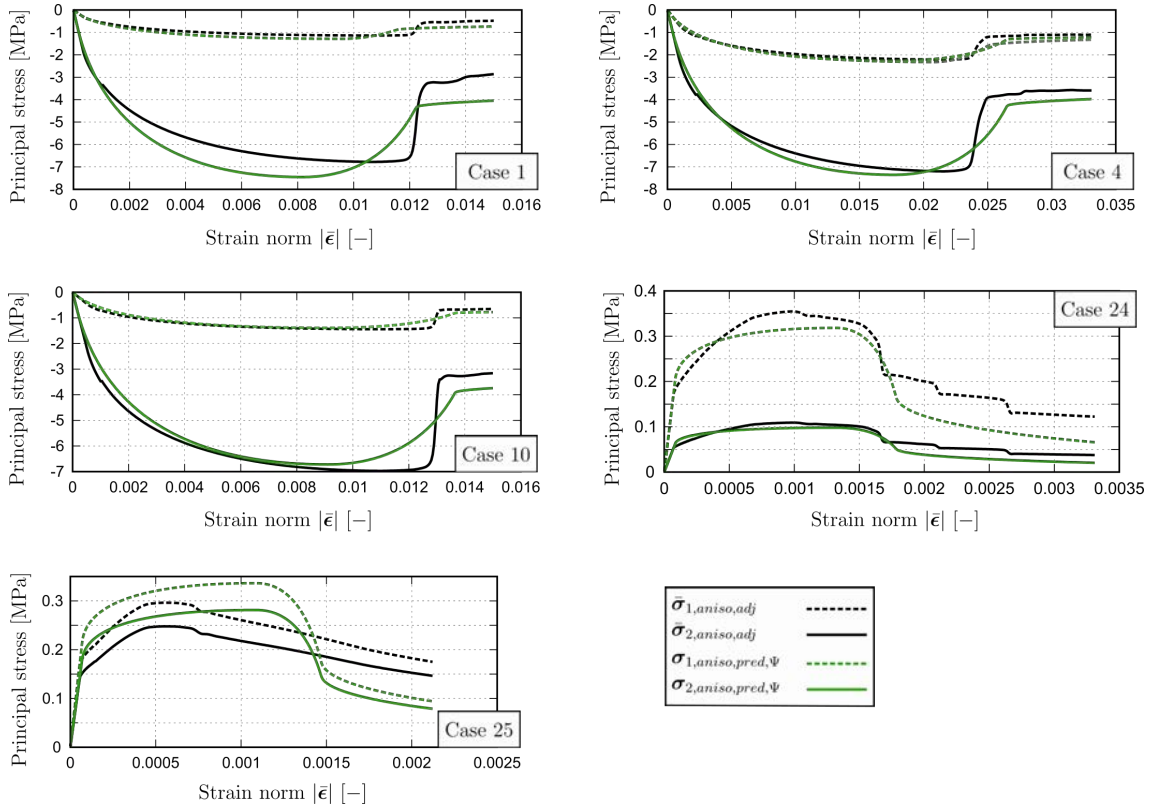 Principal stress [MPa]
0
-1
-2
-3
-4
-5
-6
-7
-8
0 0.002 0.004 0.006 0.008 0.01 0.012 0.014 0.016
Strain norm |ε̄| [−]
Case 1
Principal stress [MPa]
0
-1
-2
-3
-4
-5
-6
-7
-8
0 0.005 0.01 0.015 0.02 0.025 0.03 0.035
Strain norm |ε̄| [−]
Case 4
Principal stress [MPa]
0
-1
-2
-3
-4
-5
-6
-7
0 0.002 0.004 0.006 0.008 0.01 0.012 0.014 0.016
Strain norm |ε̄| [−]
Case 10
Principal stress [MPa]
0.4
0.3
0.2
0.1
0
0 0.0005 0.001 0.0015 0.002 0.0025 0.003 0.0035
Strain norm |ε̄| [−]
Case 24
Principal stress [MPa]
0.3
0.2
0.1
0
0 0.0005 0.001 0.0015 0.002 0.0025
Strain norm |ε̄| [−]
Case 25
σ̄1,aniso,adj
σ̄2,aniso,adj
σ1,aniso,pred,Ψ
σ2,aniso,pred,Ψ